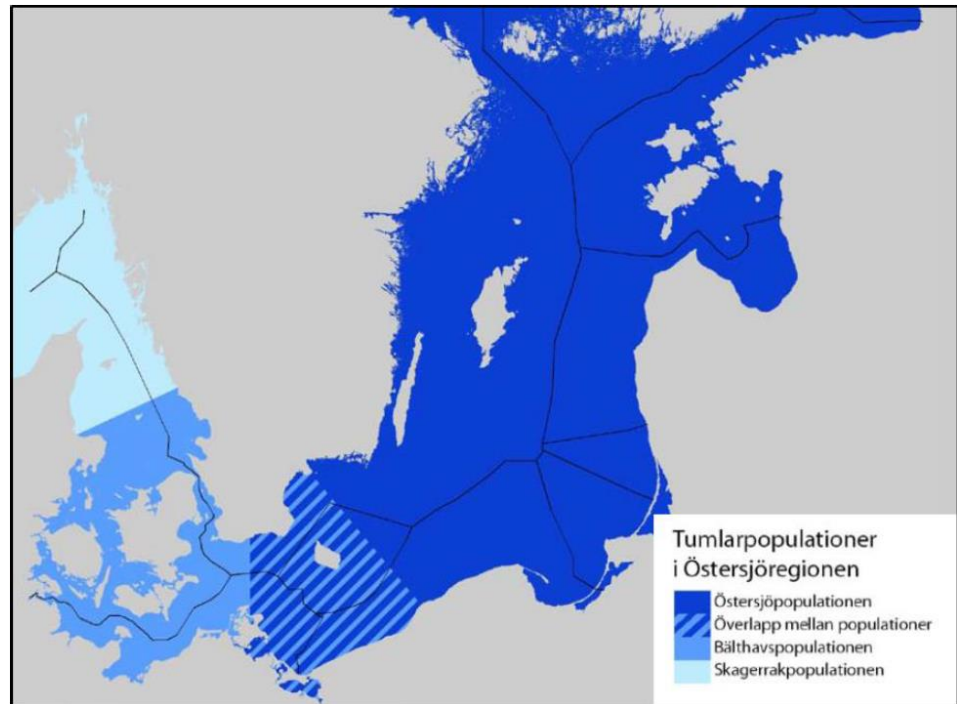 Tumlarpopulationer
i Östersjöregionen
Östersjöpopulationen
Överlapp mellan populationer
Bälthavspopulationen
Skagerrakpopulationen